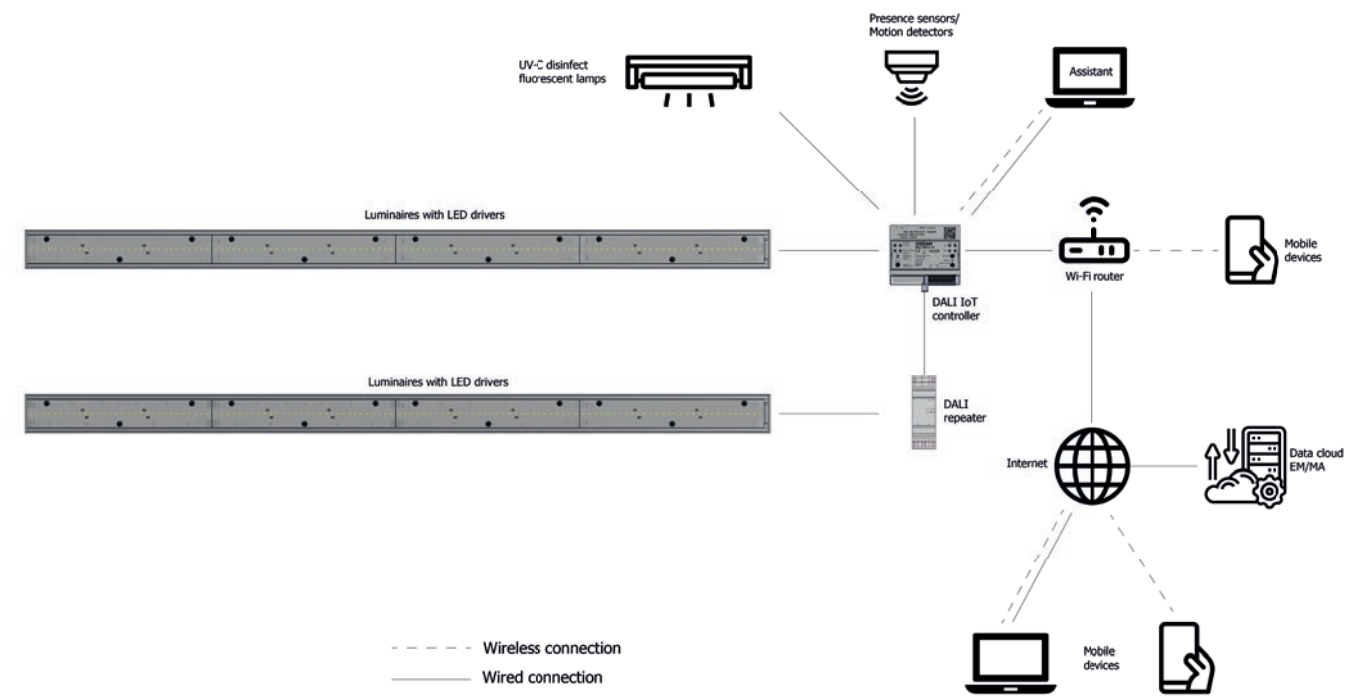 Presence sensors/
Motion detectors
UV-C disinfect
fluorescent lamps
Assistant
Luminaires with LED drivers
OSRAM
Mobile
devices
Wi-Fi router
DALI IoT
controller
Luminaires with LED drivers
DALI
repeater
Internet
Data cloud
EM/MA
Wireless connection
Wired connection
Mobile
devices